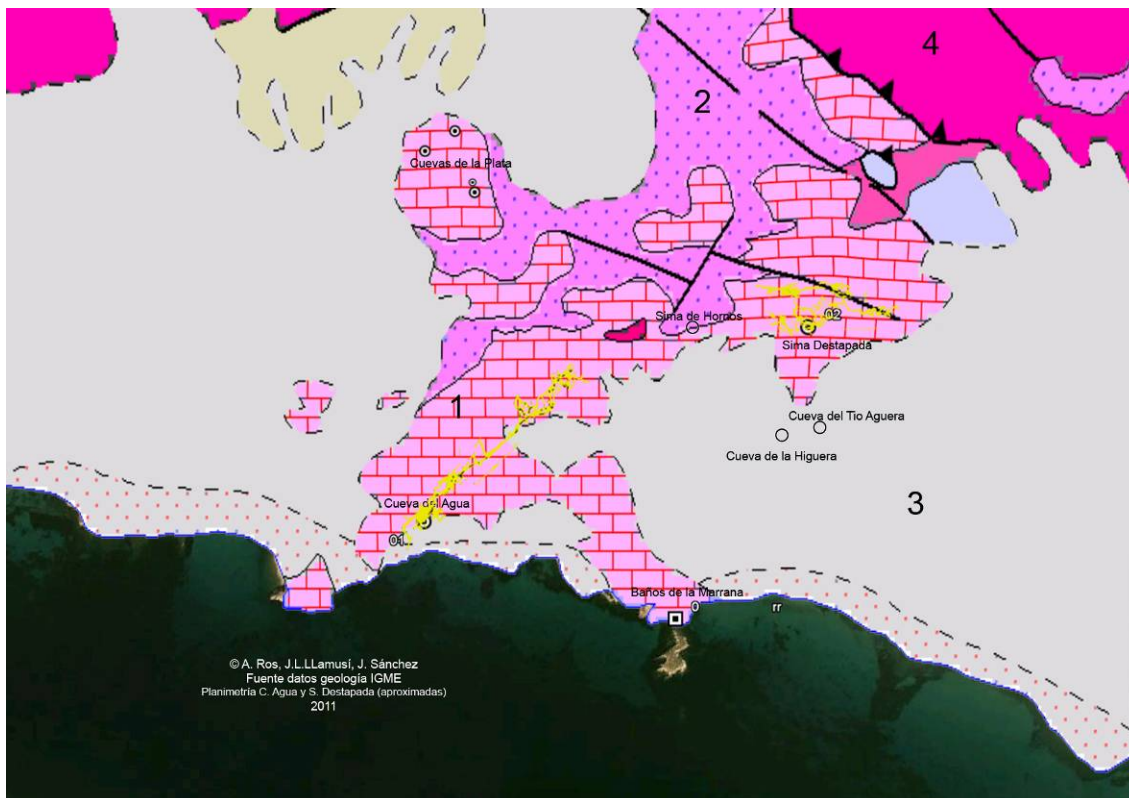 4
2
Cuevas de la Plata
Sima de Hornos
02
Sima Destapada
1
Cueva del Tio Aguera
Cueva de la Higuera
3
Cueva del Agua
01
Baños de la Marrana
0
rr
© A. Ros, J.L.LLamusí, J. Sánchez
Fuente datos geología IGME
Planimetría C. Agua y S. Destapada (aproximadas)
2011